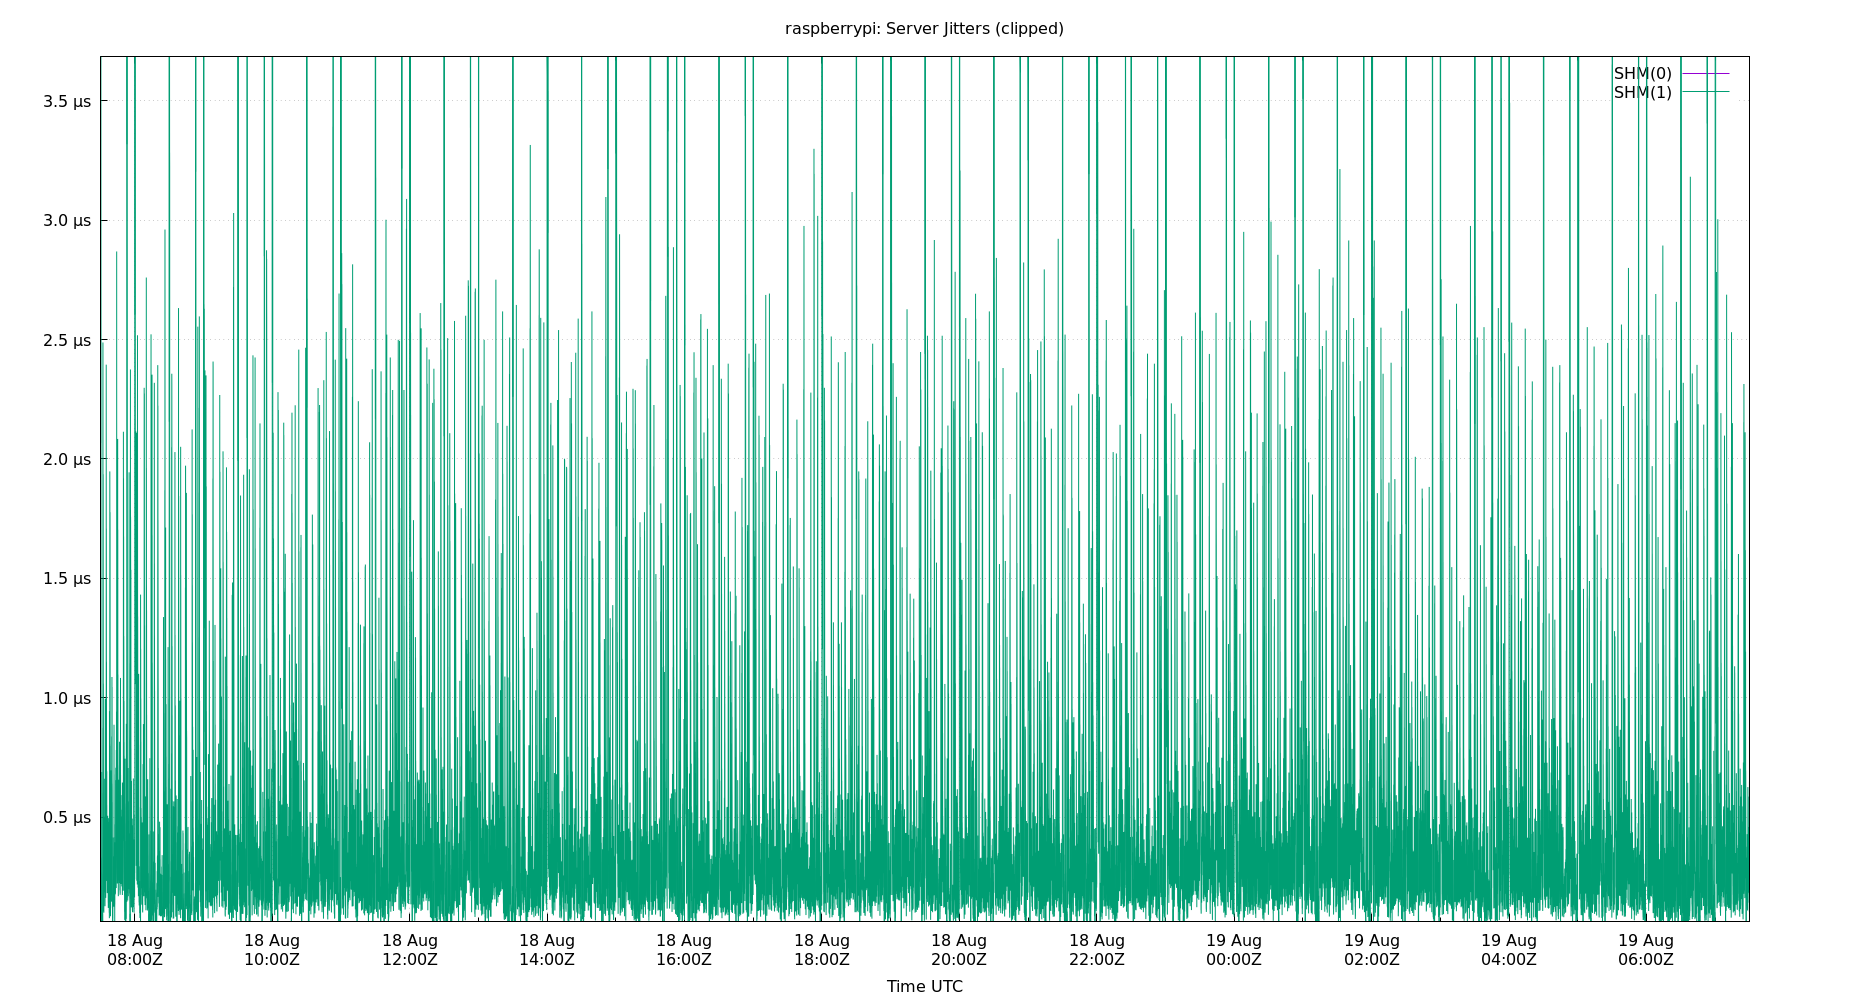 raspberrypi: Server Jitters (clipped)
SHM(0)
SHM(1)
3.5 µs
3.0 µs
2.5 µs
2.0 µs
1.5 µs
1.0 µs
0.5 µs
18 Aug 18 Aug 18 Aug 18 Aug 18 Aug 18 Aug 18 Aug 18 Aug 19 Aug 19 Aug 19 Aug 19 Aug
08:00Z 10:00Z 12:00Z 14:00Z 16:00Z 18:00Z 20:00Z 22:00Z 00:00Z 02:00Z 04:00Z 06:00Z
Time UTC